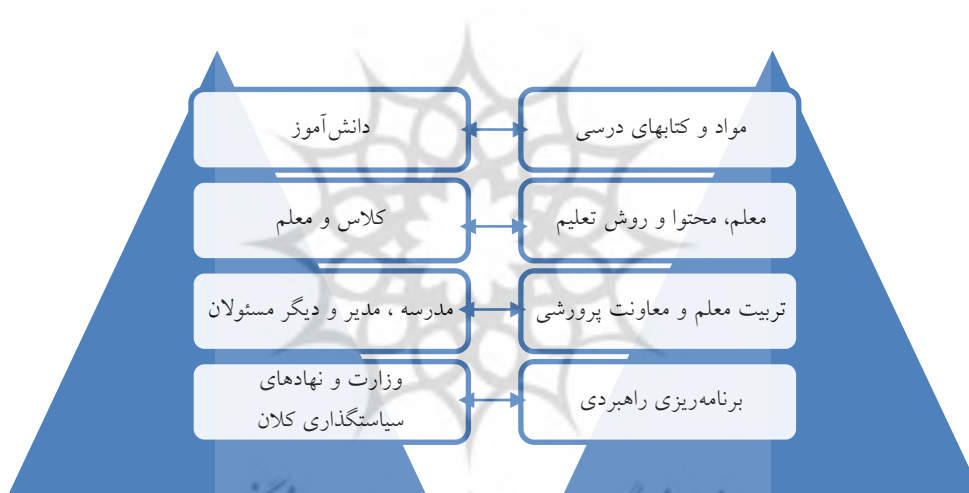 مواد و کتابهای درسی
دانش‌آموز
معلم، محتوا و روش تعلیم
کلاس و معلم
تربیت معلم و معاونت پرورشی
مدرسه ، مدیر و دیگر مسئولان
برنامه‌ریزی راهبردی
وزارت و نهادهای
سیاستگذاری کلان